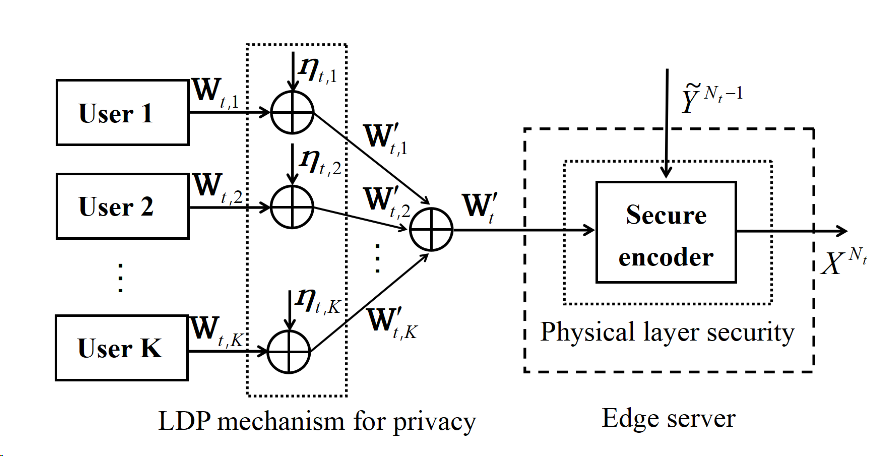 η_{t,1}
W_{t,1}
User 1
W'_{t,1}
Ỹ^{N_t−1}
η_{t,2}
W_{t,2}
User 2
W'_{t,2}
W'_t
Secure
encoder
X^{N_t}
⋮
⋮
η_{t,K}
W_{t,K}
User K
W'_{t,K}
Physical layer security
LDP mechanism for privacy
Edge server